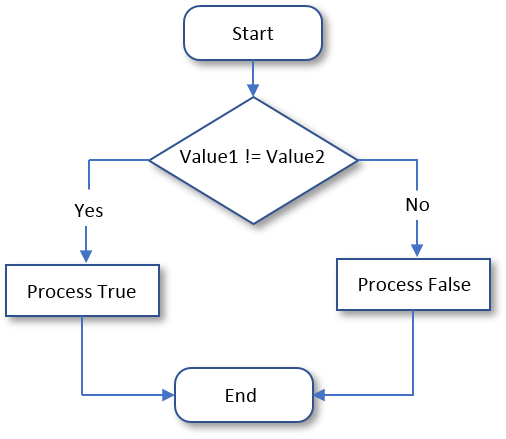 Start
Value1 != Value2
Yes
No
Process True
Process False
End